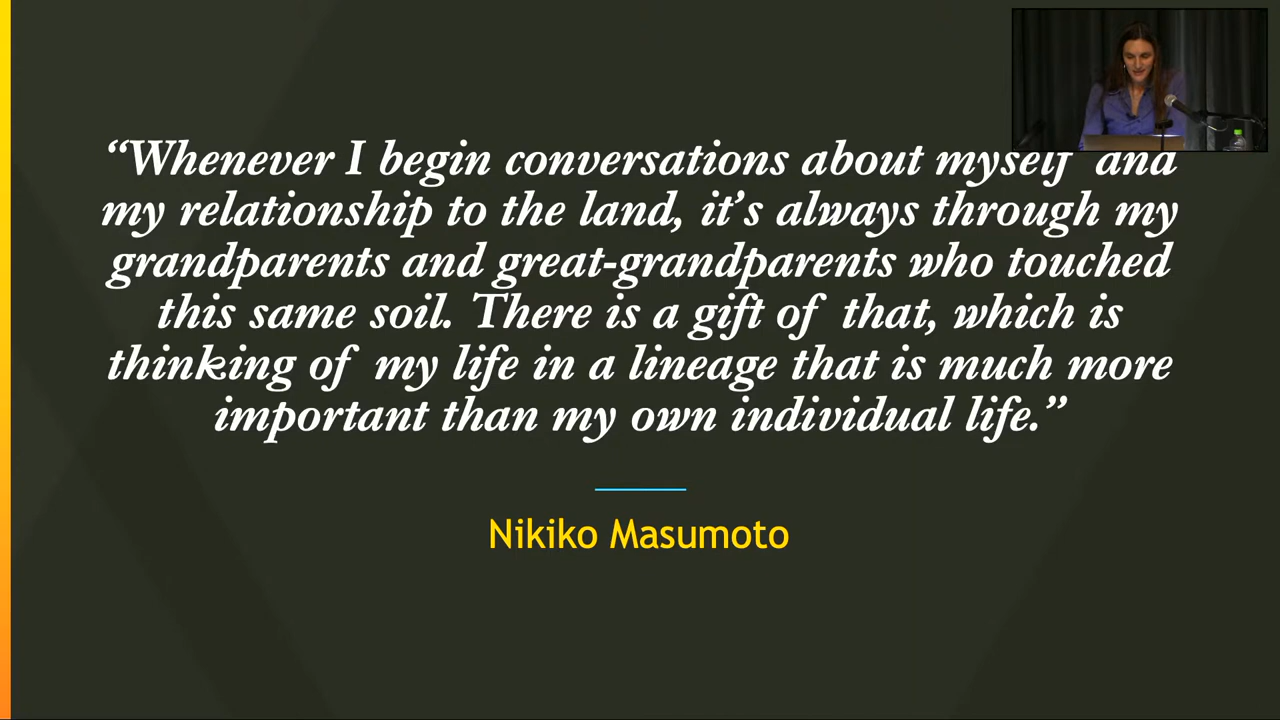 “Whenever I begin conversations about myself and
my relationship to the land, it’s always through my
grandparents and great-grandparents who touched
this same soil. There is a gift of that, which is
thinking of my life in a lineage that is much more
important than my own individual life.”
Nikiko Masumoto